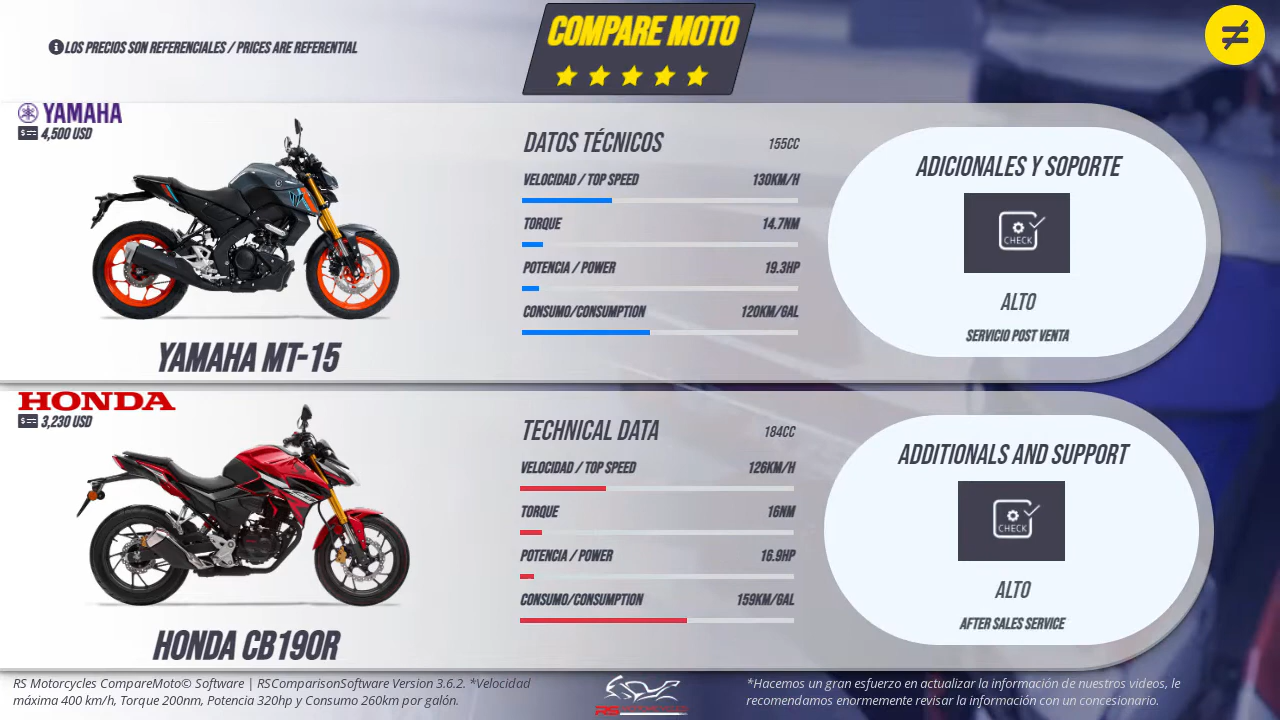 LOS PRECIOS SON REFERENCIALES / PRICES ARE REFERENTIAL
COMPARE MOTO
YAMAHA
4,500 USD
YAMAHA MT-15
DATOS TÉCNICOS 155CC
VELOCIDAD / TOP SPEED 130KM/H
TORQUE 14.7NM
POTENCIA / POWER 19.3HP
CONSUMO/CONSUMPTION 120KM/GAL
ADICIONALES Y SOPORTE
CHECK
ALTO
SERVICIO POST VENTA
HONDA
3,230 USD
HONDA CB190R
TECHNICAL DATA 184CC
VELOCIDAD / TOP SPEED 126KM/H
TORQUE 16NM
POTENCIA / POWER 16.9HP
CONSUMO/CONSUMPTION 159KM/GAL
ADDITIONALS AND SUPPORT
CHECK
ALTO
AFTER SALES SERVICE
RS Motorcycles CompareMoto© Software | RSComparisonSoftware Version 3.6.2. *Velocidad
máxima 400 km/h, Torque 200nm, Potencia 320hp y Consumo 260km por galón.
RS
*Hacemos un gran esfuerzo en actualizar la información de nuestros videos, le
recomendamos enormemente revisar la información con un concesionario.